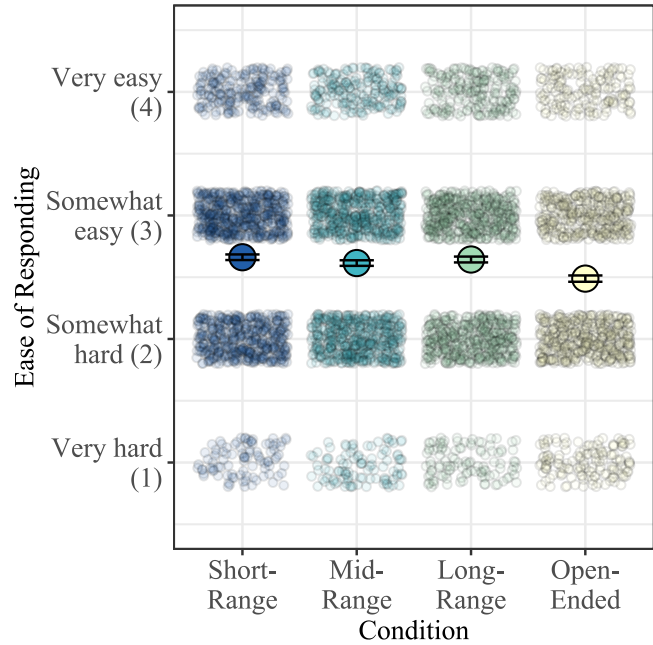 Ease of Responding
Very easy
(4)
Somewhat
easy (3)
Somewhat
hard (2)
Very hard
(1)
Short-
Range
Mid-
Range
Long-
Range
Open-
Ended
Condition